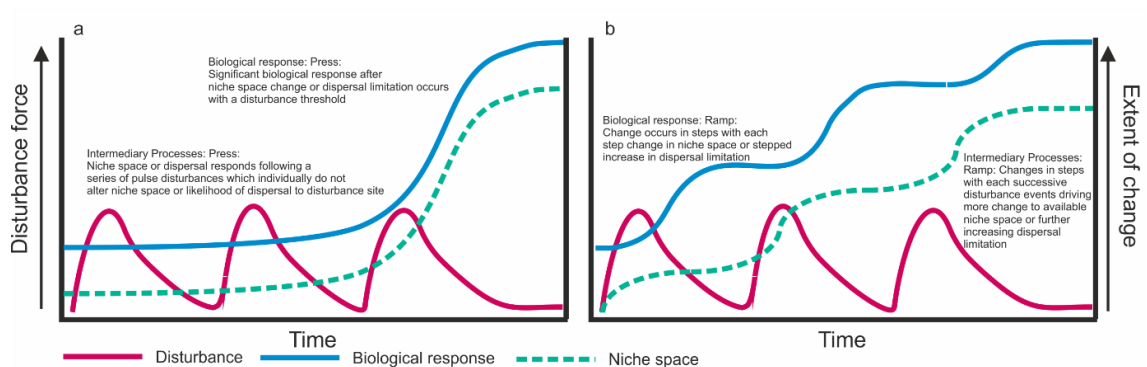 a
Disturbance force
Biological response: Press:
Significant biological response after
niche space change or dispersal limitation occurs
with a disturbance threshold
Intermediary Processes: Press:
Niche space or dispersal responds following a
series of pulse disturbances which individually do not
alter niche space or likelihood of dispersal to disturbance site
Time
b
Biological response: Ramp:
Change occurs in steps with each
step change in niche space or stepped
increase in dispersal limitation
Intermediary Processes:
Ramp: Changes in steps
with each successive
disturbance events driving
more change to available
niche space or further
increasing dispersal
limitation
Extent of change
Time
Disturbance
Biological response
Niche space